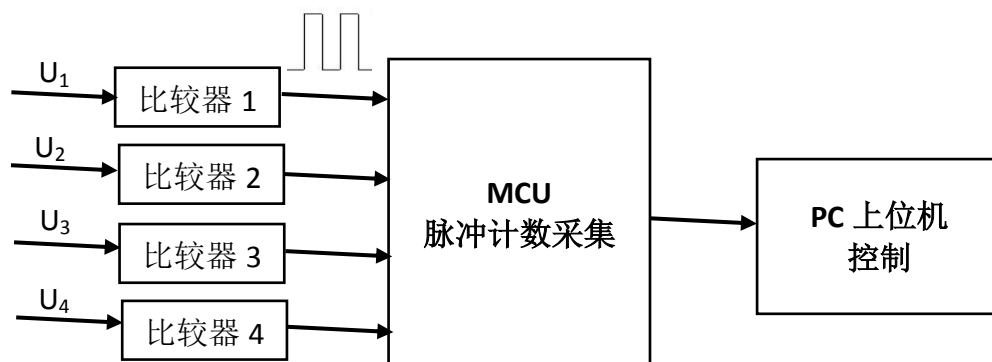 U₁
比较器 1
U₂
比较器 2
U₃
比较器 3
U₄
比较器 4
MCU
脉冲计数采集
PC 上位机
控制